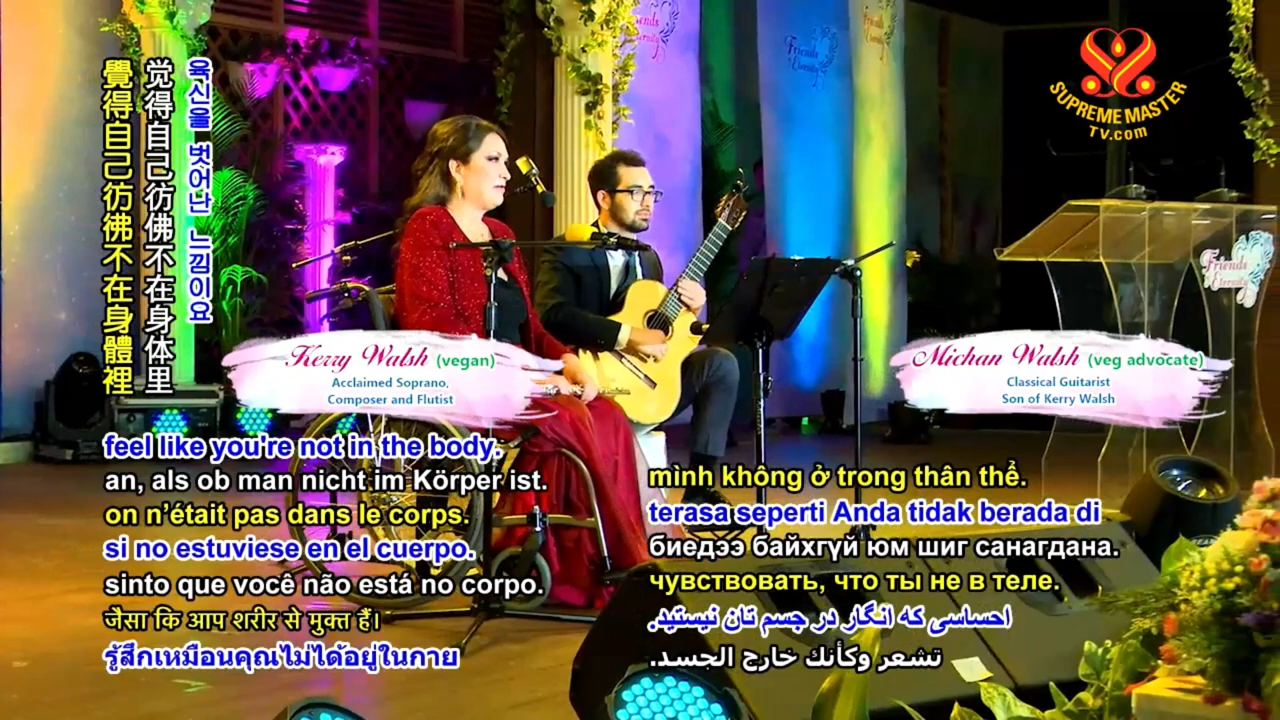 육신을 벗어난 느낌이요
觉得自己彷佛不在身体里
覺得自己彷彿不在身體裡
Friends
Eternity
Friends
Eternity
SUPREME MASTER
TV.com
Friends
Eternity
Kerry Walsh (vegan)
Acclaimed Soprano,
Composer and Flutist
Michan Walsh (veg advocate)
Classical Guitarist
Son of Kerry Walsh
feel like you're not in the body.
an, als ob man nicht im Körper ist.
on n'était pas dans le corps.
si no estuviese en el cuerpo.
sinto que você não está no corpo.
जैसा कि आप शरीर से मुक्त हैं।
รู้สึกเหมือนคุณไม่ได้อยู่ในกาย
mình không ở trong thân thể.
terasa seperti Anda tidak berada di
биедээ байхгүй юм шиг санагдана.
чувствовать, что ты не в теле.
احساسی که انگار در جسم تان نیستید.
تشعر وكأنك خارج الجسد.